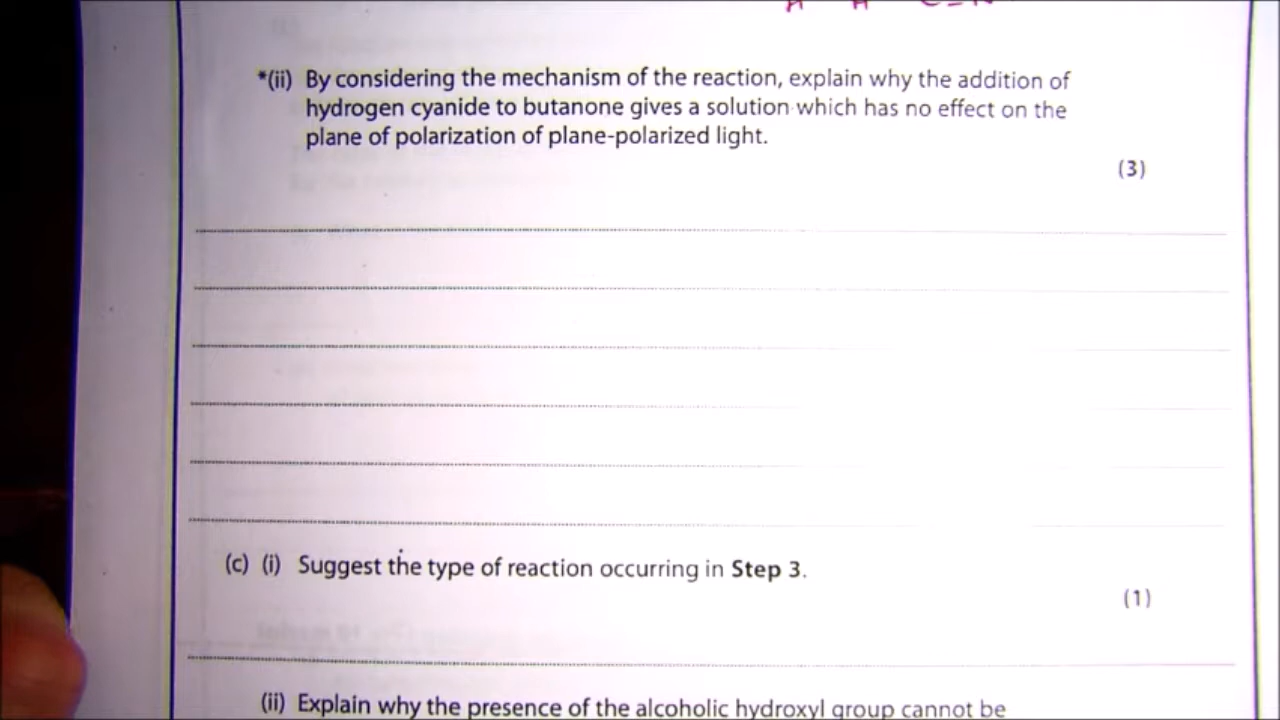 *(ii) By considering the mechanism of the reaction, explain why the addition of
hydrogen cyanide to butanone gives a solution which has no effect on the
plane of polarization of plane-polarized light.
(3)
(c) (i) Suggest the type of reaction occurring in Step 3.
(1)
(ii) Explain why the presence of the alcoholic hydroxyl group cannot be